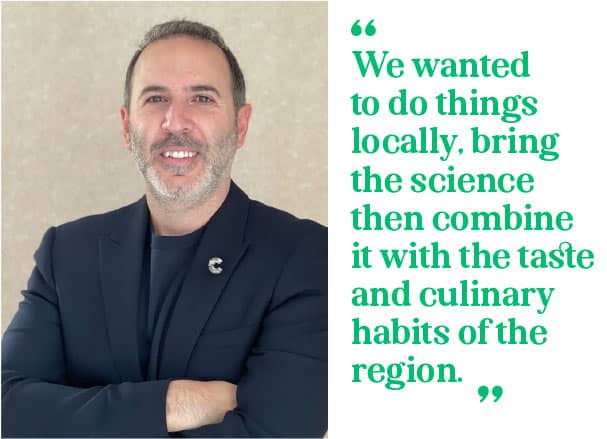 “
We wanted
to do things
locally, bring
the science
then combine
it with the taste
and culinary
habits of the
region.
”